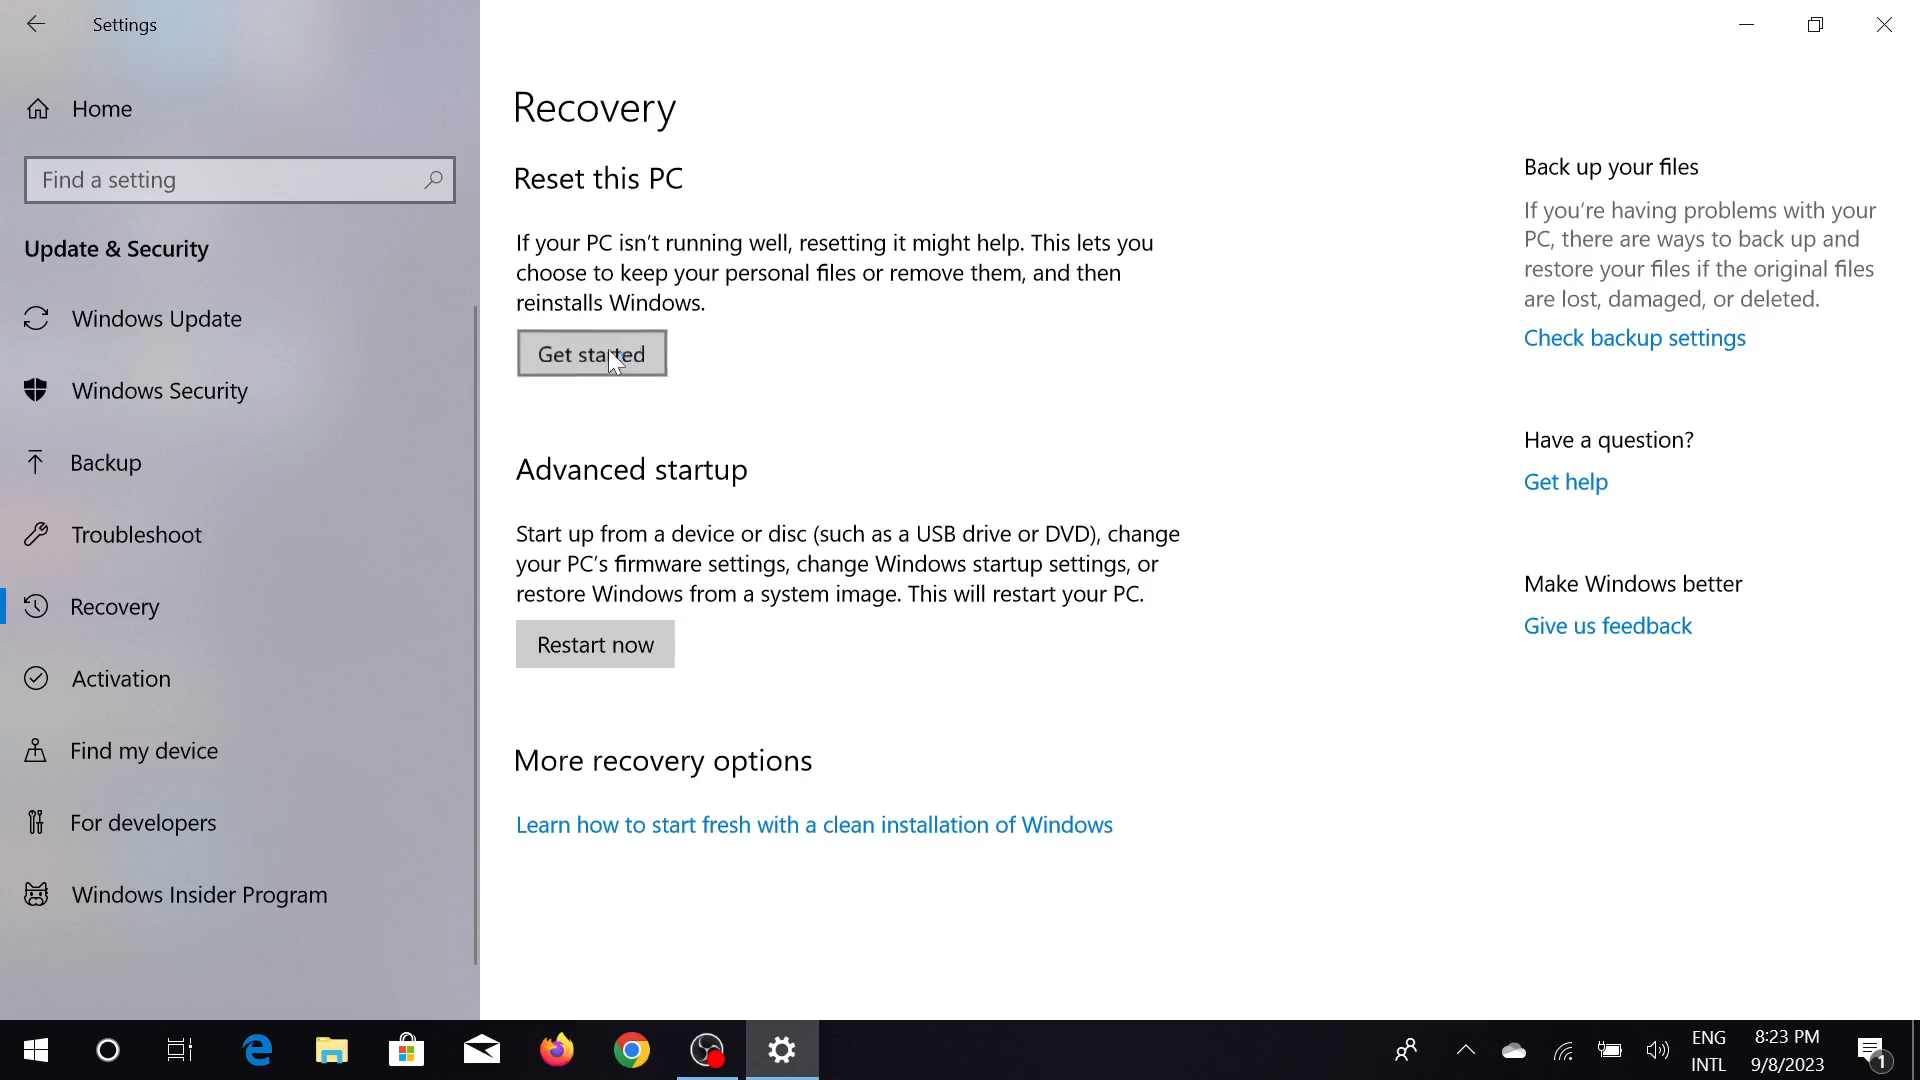 Settings
Home
Find a setting
Update & Security
Windows Update
Windows Security
Backup
Troubleshoot
Recovery
Activation
Find my device
For developers
Windows Insider Program
Recovery
Reset this PC
If your PC isn't running well, resetting it might help. This lets you
choose to keep your personal files or remove them, and then
reinstalls Windows.
Get started
Advanced startup
Start up from a device or disc (such as a USB drive or DVD), change
your PC's firmware settings, change Windows startup settings, or
restore Windows from a system image. This will restart your PC.
Restart now
More recovery options
Learn how to start fresh with a clean installation of Windows
Back up your files
If you're having problems with your
PC, there are ways to back up and
restore your files if the original files
are lost, damaged, or deleted.
Check backup settings
Have a question?
Get help
Make Windows better
Give us feedback
ENG
INTL
8:23 PM
9/8/2023
1